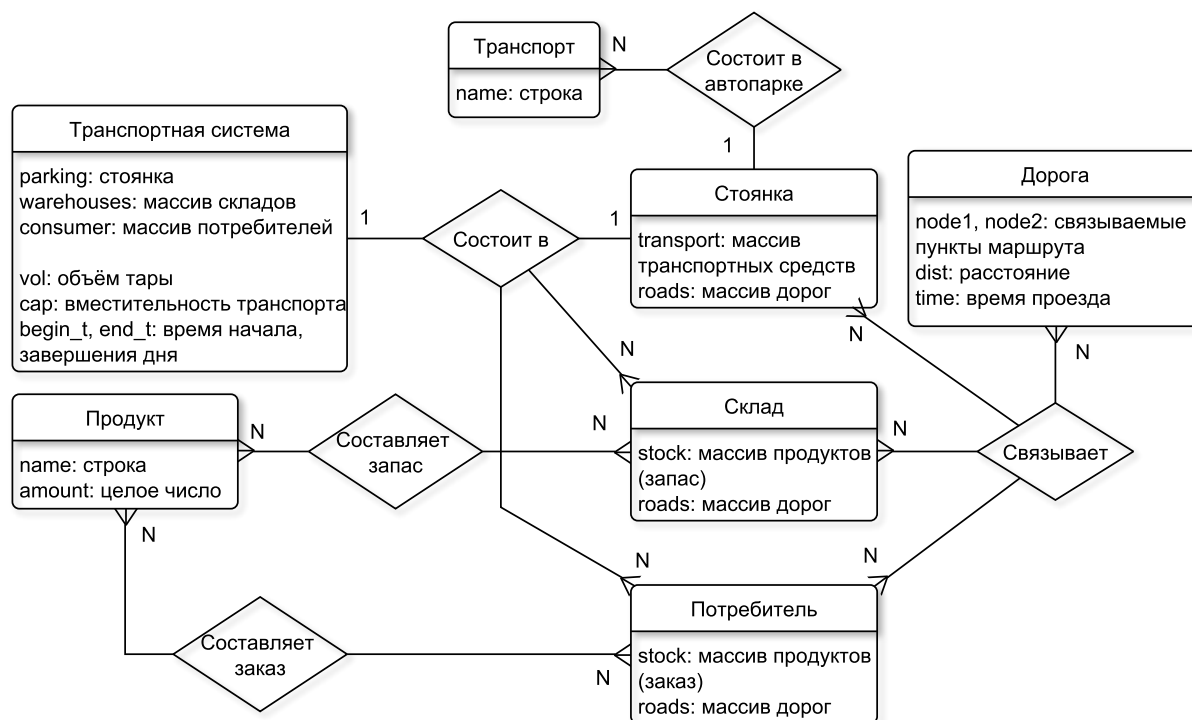 Транспорт
name: строка
N
Состоит в
автопарке
1
Транспортная система
parking: стоянка
warehouses: массив складов
consumer: массив потребителей
vol: объём тары
cap: вместительность транспорта
begin_t, end_t: время начала,
завершения дня
1
Состоит в
1
Стоянка
transport: массив
транспортных средств
roads: массив дорог
N
Дорога
node1, node2: связываемые
пункты маршрута
dist: расстояние
time: время проезда
N
N
Продукт
name: строка
amount: целое число
N
Составляет
запас
N
Склад
stock: массив продуктов
(запас)
roads: массив дорог
N
Связывает
N
N
N
Составляет
заказ
N
Потребитель
stock: массив продуктов
(заказ)
roads: массив дорог